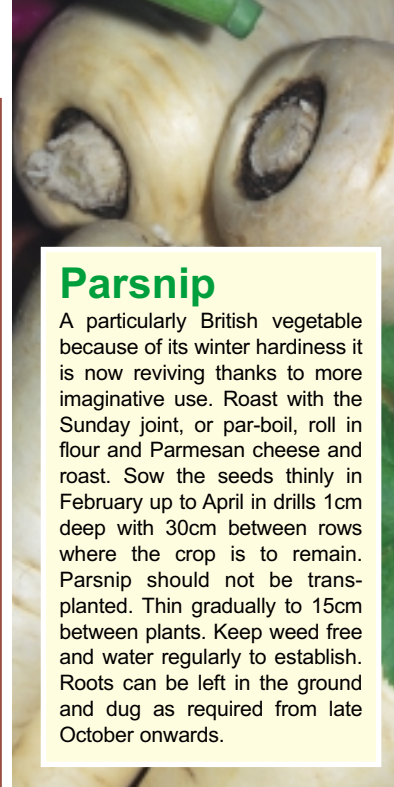 Parsnip
A particularly British vegetable
because of its winter hardiness it
is now reviving thanks to more
imaginative use. Roast with the
Sunday joint, or par-boil, roll in
flour and Parmesan cheese and
roast. Sow the seeds thinly in
February up to April in drills 1cm
deep with 30cm between rows
where the crop is to remain.
Parsnip should not be trans-
planted. Thin gradually to 15cm
between plants. Keep weed free
and water regularly to establish.
Roots can be left in the ground
and dug as required from late
October onwards.